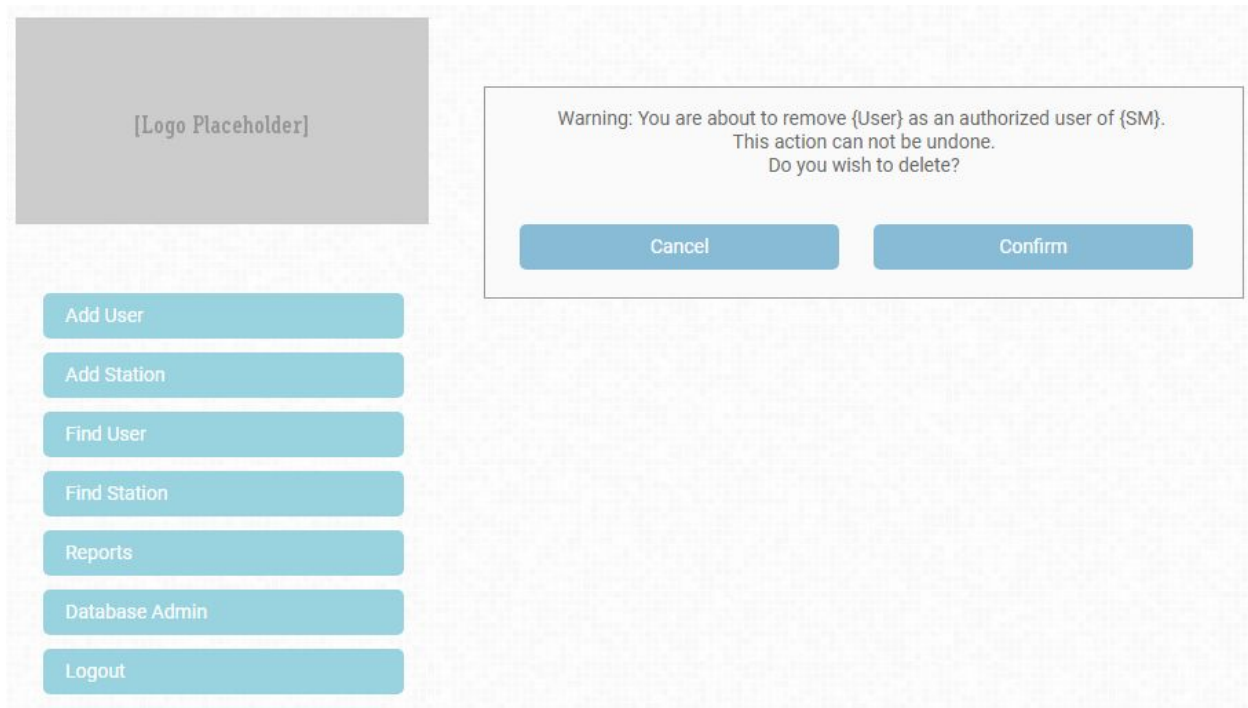 [Logo Placeholder]
Warning: You are about to remove {User} as an authorized user of {SM}.
This action can not be undone.
Do you wish to delete?
Cancel
Confirm
Add User
Add Station
Find User
Find Station
Reports
Database Admin
Logout